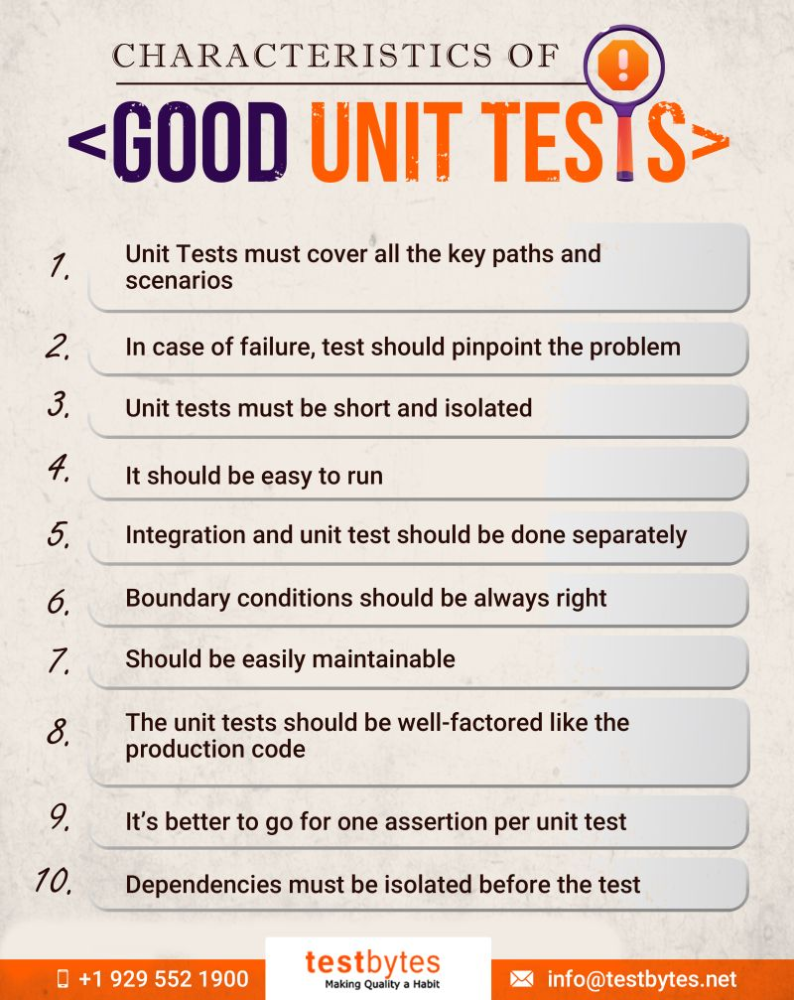 CHARACTERISTICS OF
<GOOD UNIT TESTS>
1. Unit Tests must cover all the key paths and
scenarios
2. In case of failure, test should pinpoint the problem
3. Unit tests must be short and isolated
4. It should be easy to run
5. Integration and unit test should be done separately
6. Boundary conditions should be always right
7. Should be easily maintainable
8. The unit tests should be well-factored like the
production code
9. It’s better to go for one assertion per unit test
10. Dependencies must be isolated before the test
+1 929 552 1900
testbytes
Making Quality a Habit
info@testbytes.net